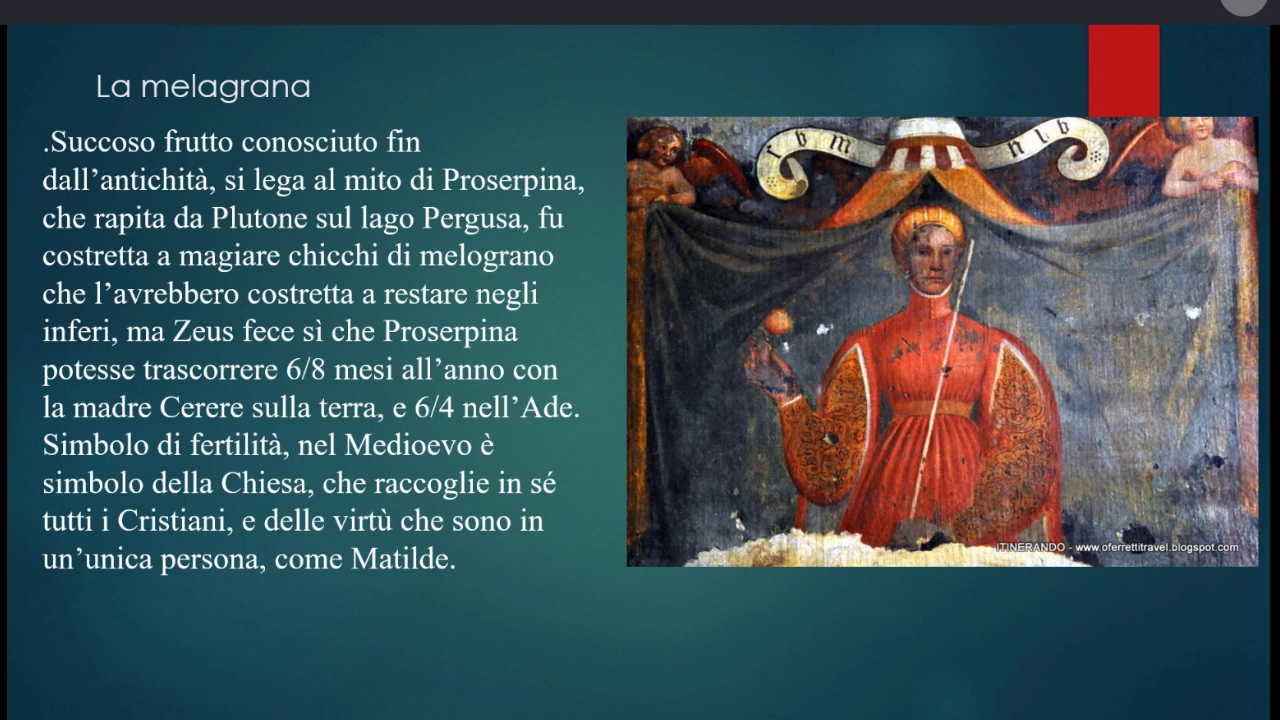 La melagrana
.Succoso frutto conosciuto fin
dall’antichità, si lega al mito di Proserpina,
che rapita da Plutone sul lago Pergusa, fu
costretta a magiare chicchi di melograno
che l’avrebbero costretta a restare negli
inferi, ma Zeus fece sì che Proserpina
potesse trascorrere 6/8 mesi all’anno con
la madre Cerere sulla terra, e 6/4 nell’Ade.
Simbolo di fertilità, nel Medioevo è
simbolo della Chiesa, che raccoglie in sé
tutti i Cristiani, e delle virtù che sono in
un’unica persona, come Matilde.
ITINERANDO - www.oferrettitravel.blogspot.com